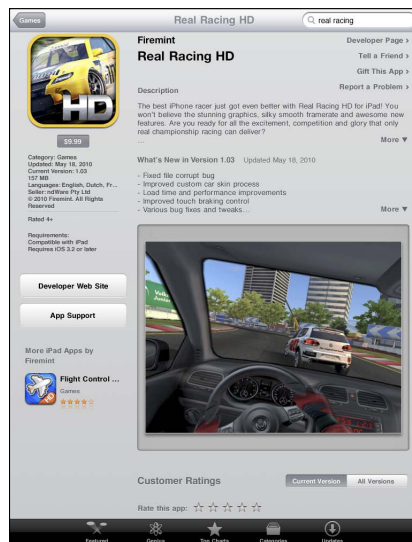 Games
Real Racing HD
real racing
Firemint
Real Racing HD
Developer Page >
Tell a Friend >
Gift This App >
Report a Problem >
HD
$9.99
Category: Games
Updated: May 18, 2010
Current Version: 1.03
157 MB
Languages: English, Dutch, Fr...
Seller: ndWare Pty Ltd
© 2010 Firemint. All Rights
Reserved
Rated 4+
Requirements:
Compatible with iPad
Requires iOS 3.2 or later
Description
The best iPhone racer just got even better with Real Racing HD for iPad! You
won't believe the stunning graphics, silky smooth framerate and awesome new
features. Are you ready for all the excitement, competition and glory that only
real championship racing can deliver?
...
More ▼
What's New in Version 1.03 Updated May 18, 2010
- Fixed file corrupt bug
- Improved custom car skin process
- Load time and performance improvements
- Improved touch braking control
- Various bug fixes and tweaks...
More ▼
Developer Web Site
App Support
More iPad Apps by
Firemint
Flight Control ...
Games
HD
Customer Ratings
Current Version
All Versions
Rate this app:
Featured
Genius
Top Charts
Categories
Updates